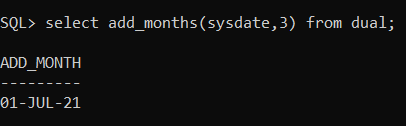 SQL> select add_months(sysdate,3) from dual;
ADD_MONTH
---------
01-JUL-21